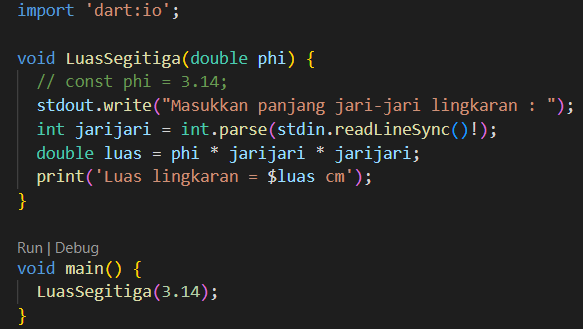 import 'dart:io';
void LuasSegitiga(double phi) {
// const phi = 3.14;
stdout.write("Masukkan panjang jari-jari lingkaran : ");
int jarijari = int.parse(stdin.readLineSync()!);
double luas = phi * jarijari * jarijari;
print('Luas lingkaran = $luas cm');
}
Run | Debug
void main() {
LuasSegitiga(3.14);
}